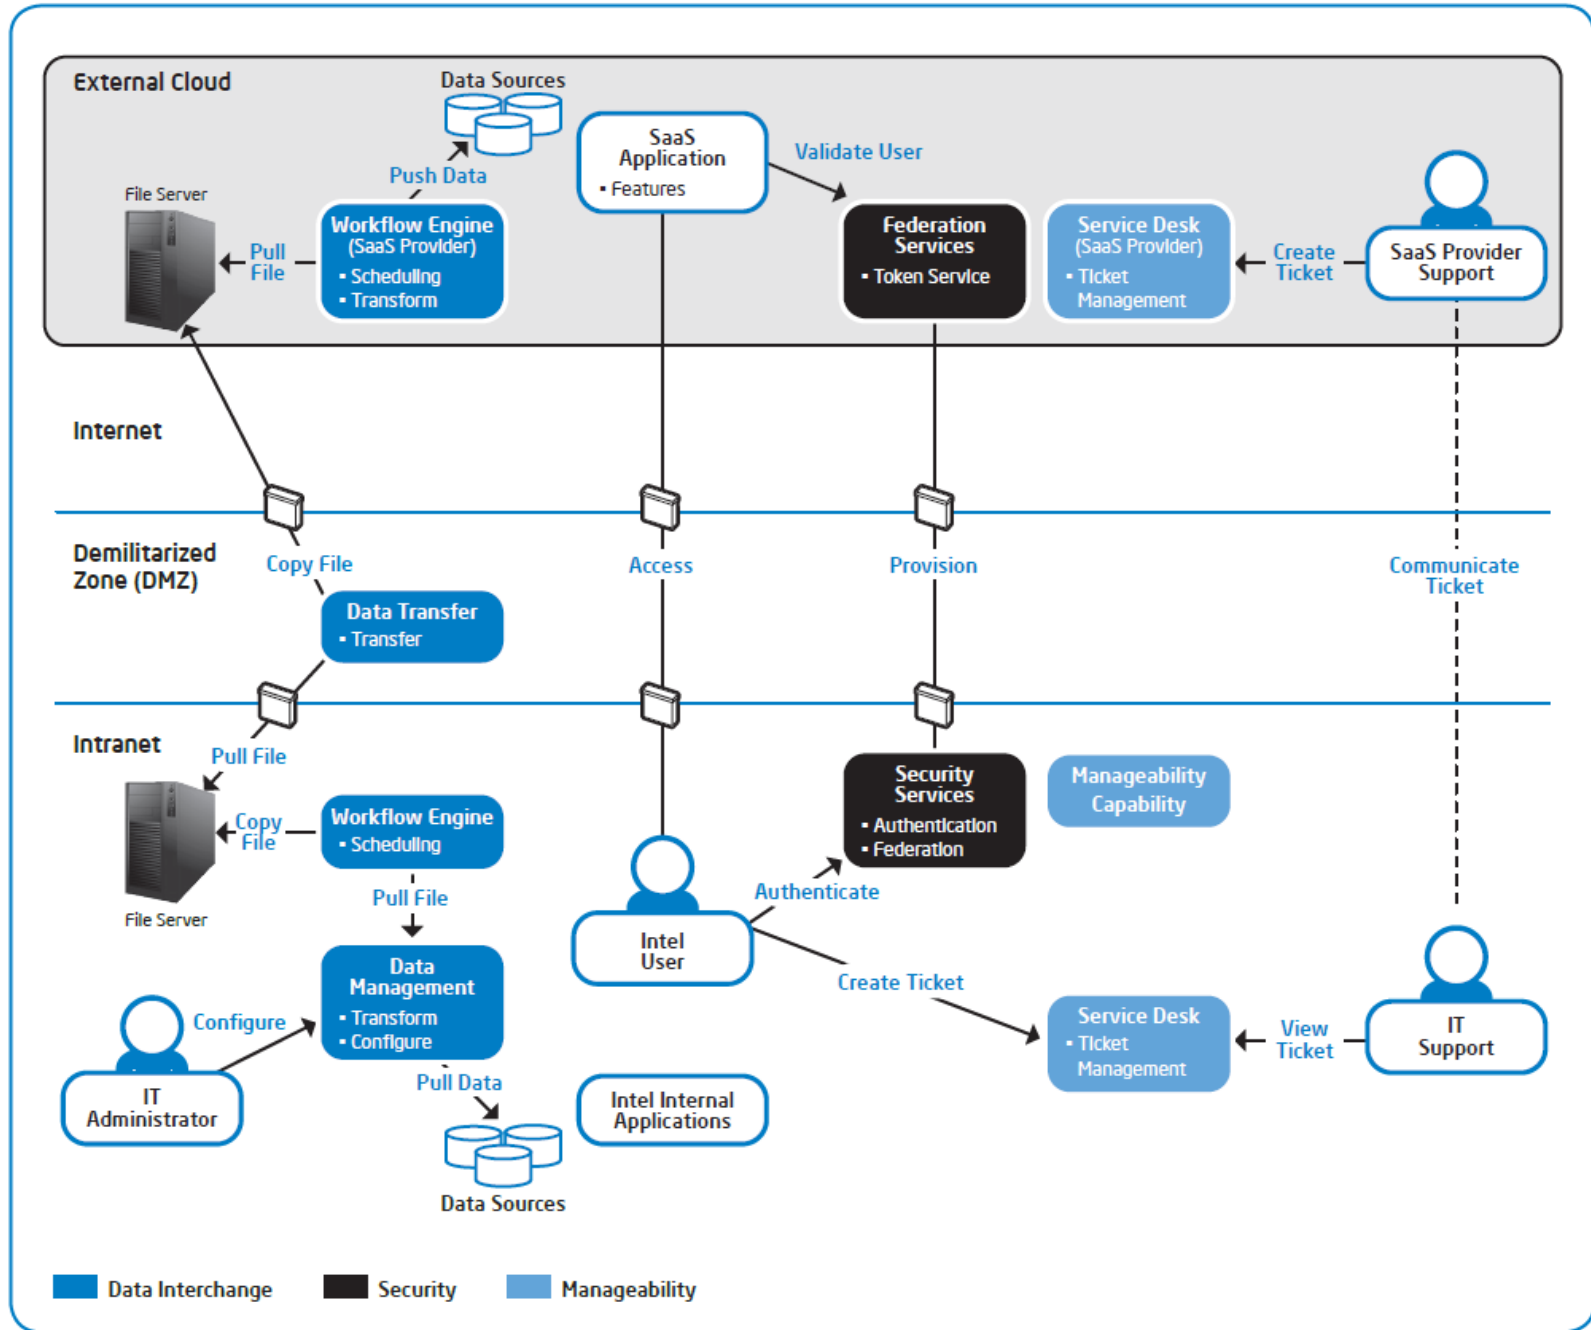 External Cloud
Data Sources
SaaS
Application
▪ Features
Validate User
Push Data
File Server
Workflow Engine
(SaaS Provider)
▪ Scheduling
▪ Transform
Pull
File
Federation
Services
▪ Token Service
Service Desk
(SaaS Provider)
▪ Ticket
Management
Create
Ticket
SaaS Provider
Support
Internet
Demilitarized
Zone (DMZ)
Copy File
Access
Provision
Communicate
Ticket
Data Transfer
▪ Transfer
Intranet
Pull File
Security
Services
▪ Authentication
▪ Federation
Manageability
Capability
Copy
File
Workflow Engine
▪ Scheduling
File Server
Pull File
Authenticate
Intel
User
Create Ticket
Data
Management
▪ Transform
▪ Configure
Configure
IT
Administrator
Pull Data
Data Sources
Intel Internal
Applications
Service Desk
▪ Ticket
Management
View
Ticket
IT
Support
Data Interchange
Security
Manageability